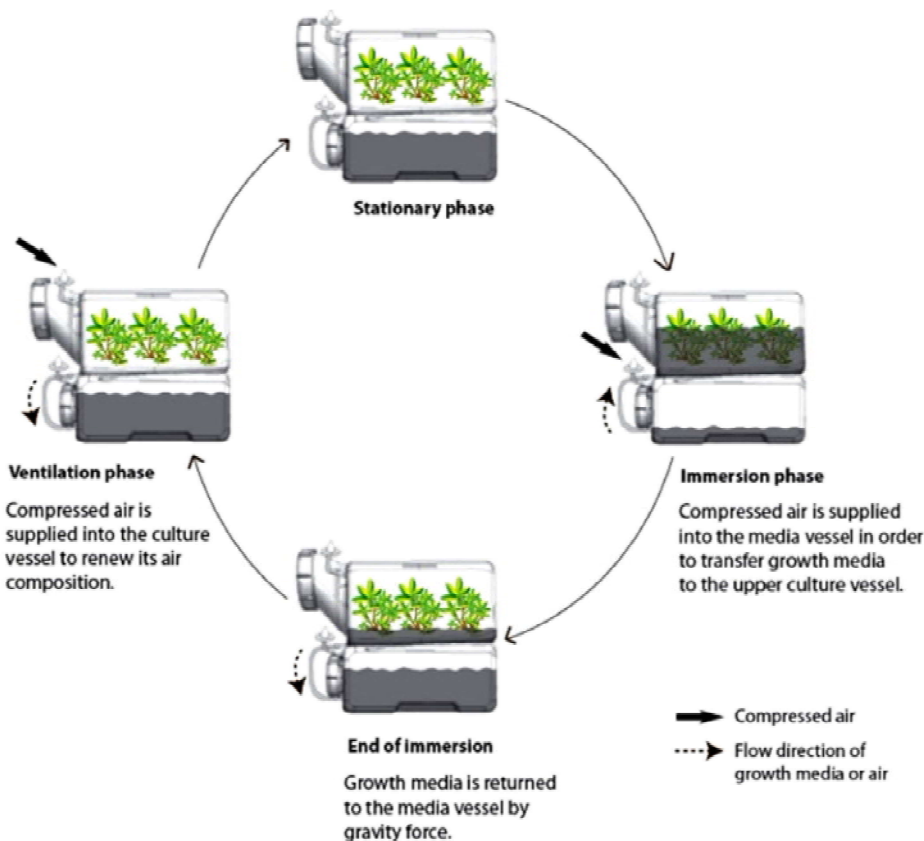 Stationary phase
Ventilation phase
Compressed air is
supplied into the culture
vessel to renew its air
composition.
Immersion phase
Compressed air is supplied
into the media vessel in order
to transfer growth media
to the upper culture vessel.
End of immersion
Growth media is returned
to the media vessel by
gravity force.
Compressed air
Flow direction of
growth media or air